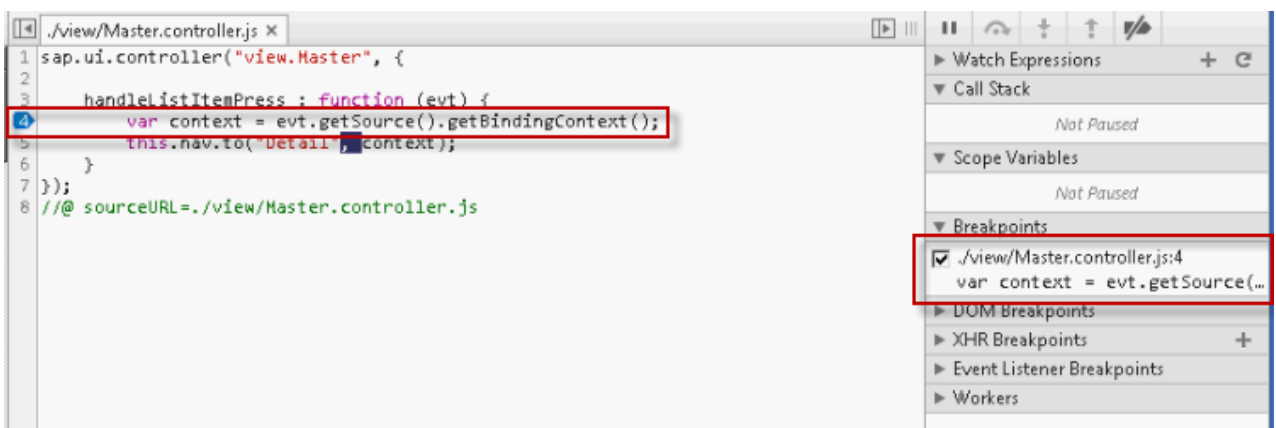 ./view/Master.controller.js ×
1 sap.ui.controller("view.Master", {
2
3 handleListItemPress : function (evt) {
4 var context = evt.getSource().getBindingContext();
5 this.nav.to("Detail", context);
6 }
7 });
8 //@ sourceURL=./view/Master.controller.js
Watch Expressions
Call Stack
Not Paused
Scope Variables
Not Paused
Breakpoints
./view/Master.controller.js:4
var context = evt.getSource(…
DOM Breakpoints
XHR Breakpoints
Event Listener Breakpoints
Workers